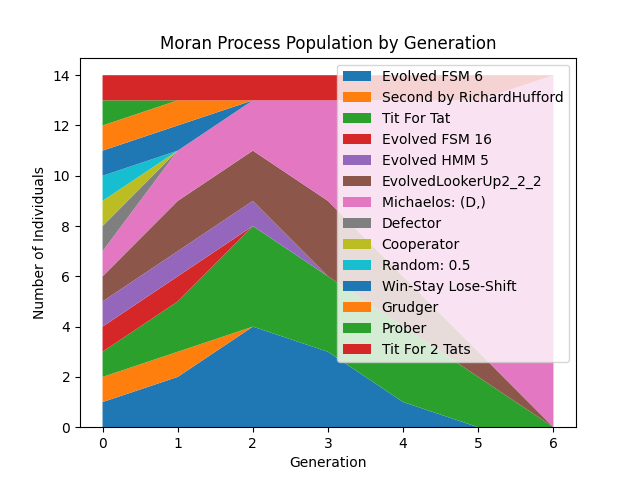 Moran Process Population by Generation
Number of Individuals
14
12
10
8
6
4
2
0
Evolved FSM 6
Second by RichardHufford
Tit For Tat
Evolved FSM 16
Evolved HMM 5
EvolvedLookerUp2_2_2
Michaelos: (D,)
Defector
Cooperator
Random: 0.5
Win-Stay Lose-Shift
Grudger
Prober
Tit For 2 Tats
0 1 2 3 4 5 6
Generation